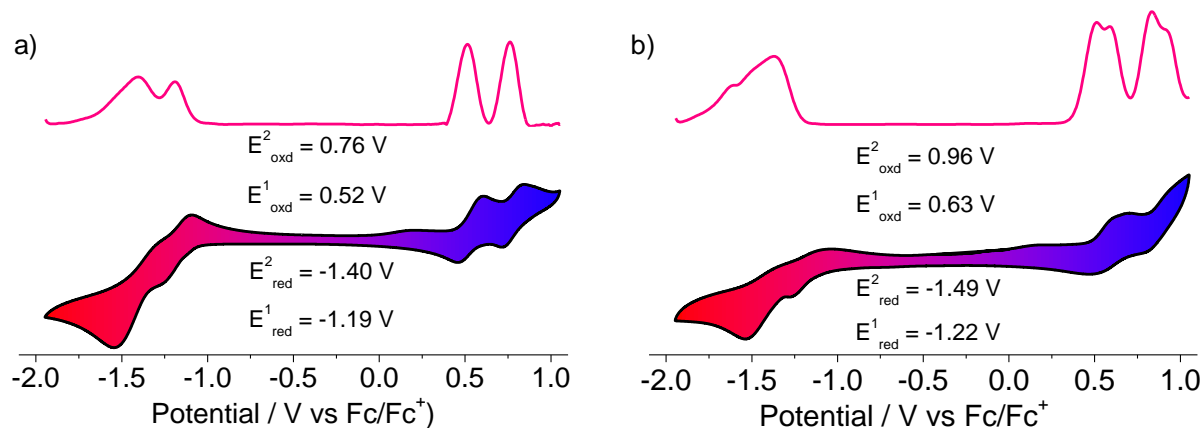 a)
E²oxd = 0.76 V
E¹oxd = 0.52 V
E²red = -1.40 V
E¹red = -1.19 V
-2.0 -1.5 -1.0 -0.5 0.0 0.5 1.0
Potential / V vs Fc/Fc⁺)
b)
E²oxd = 0.96 V
E¹oxd = 0.63 V
E²red = -1.49 V
E¹red = -1.22 V
-2.0 -1.5 -1.0 -0.5 0.0 0.5 1.0
Potential / V vs Fc/Fc⁺